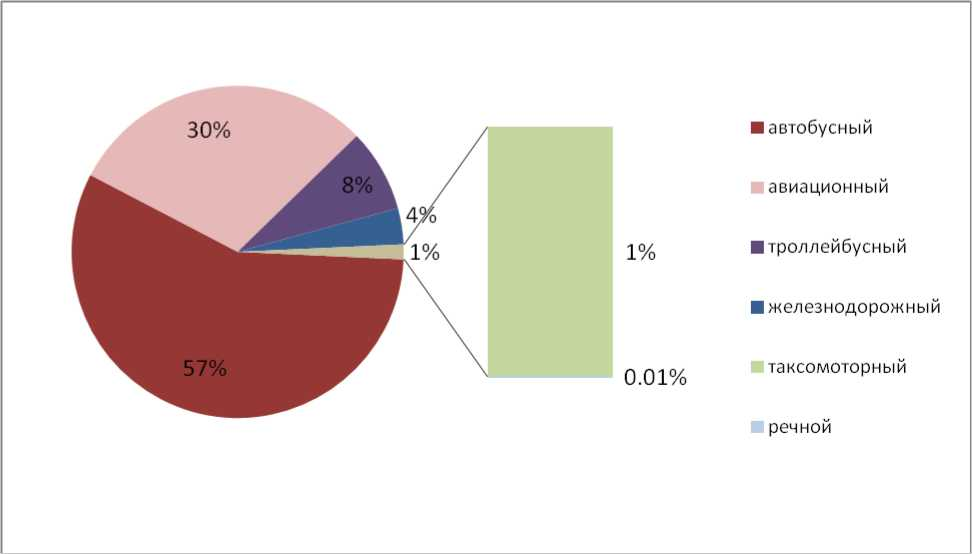 30%
8%
4%
1%
57%
1%
0.01%
автобусный
авиационный
троллейбусный
железнодорожный
таксомоторный
речной